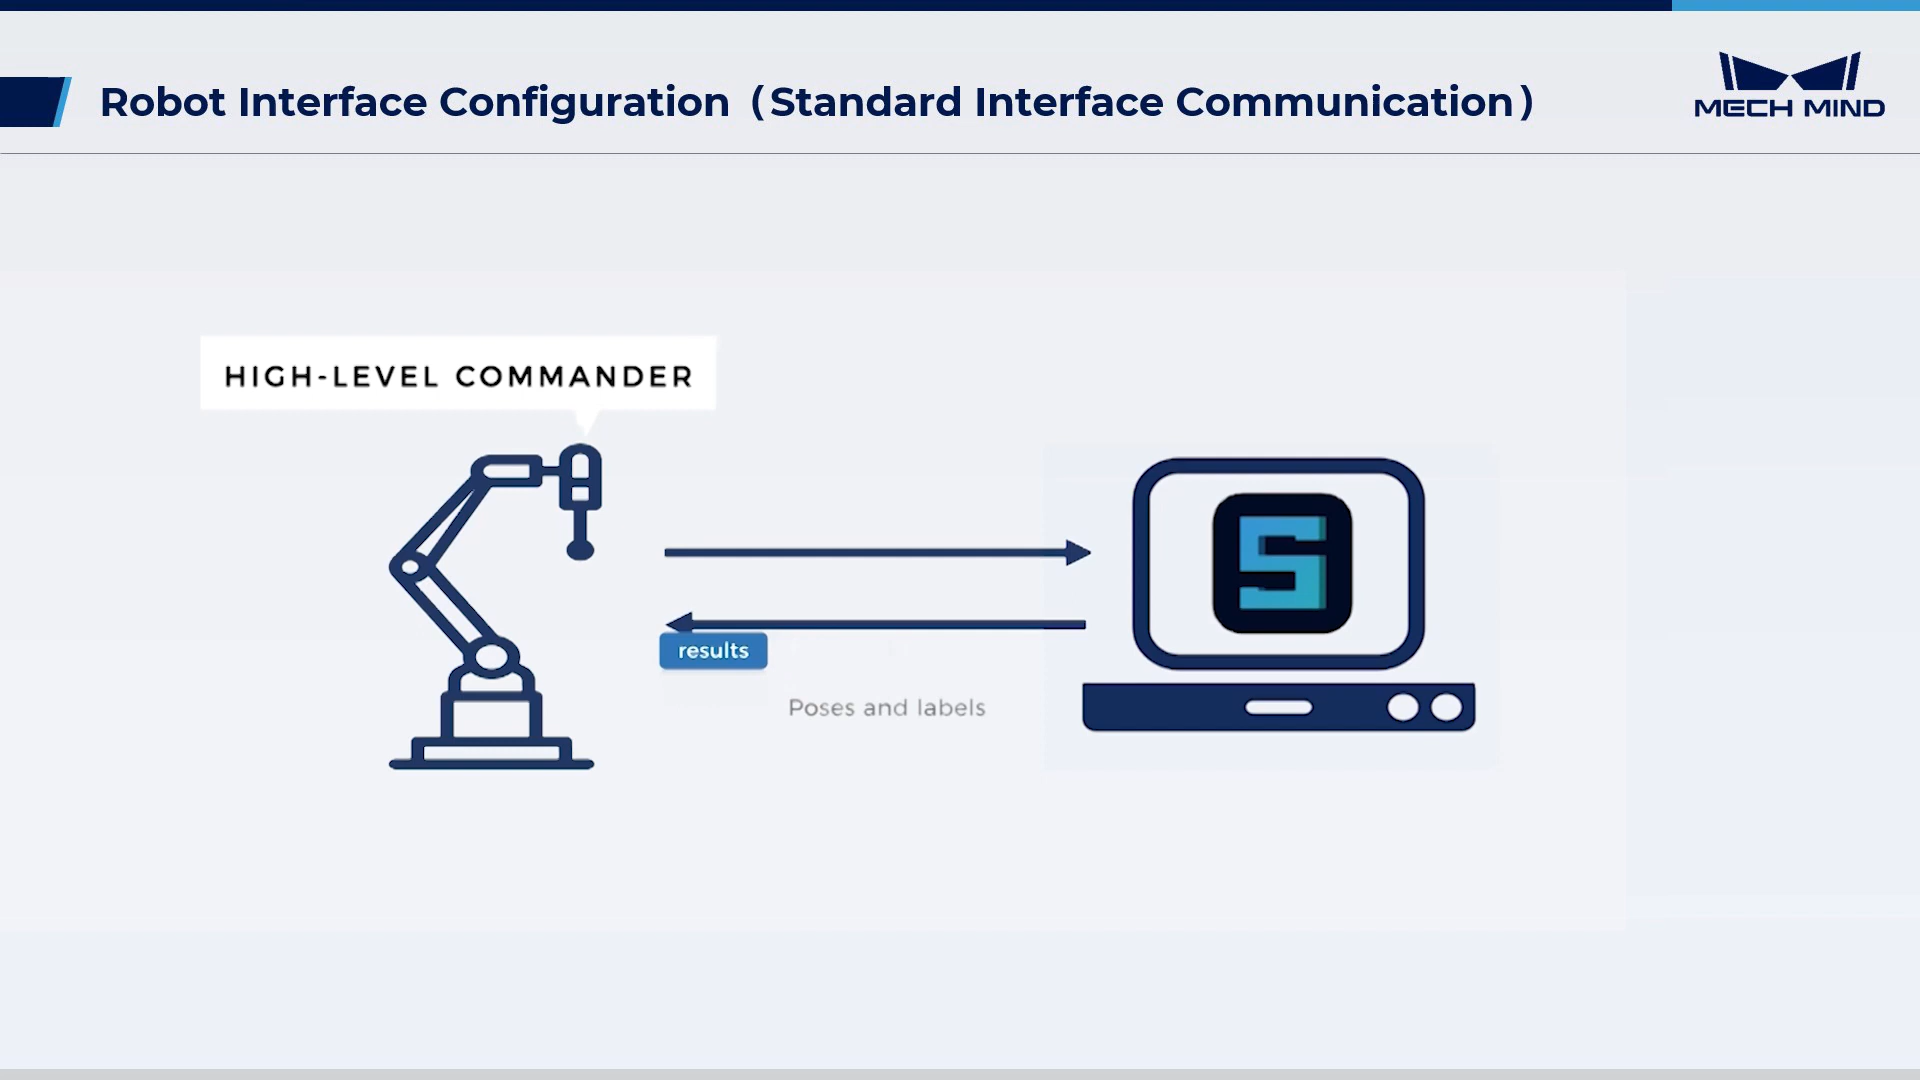 Robot Interface Configuration (Standard Interface Communication)
MECH MIND
HIGH-LEVEL COMMANDER
S
results
Poses and labels